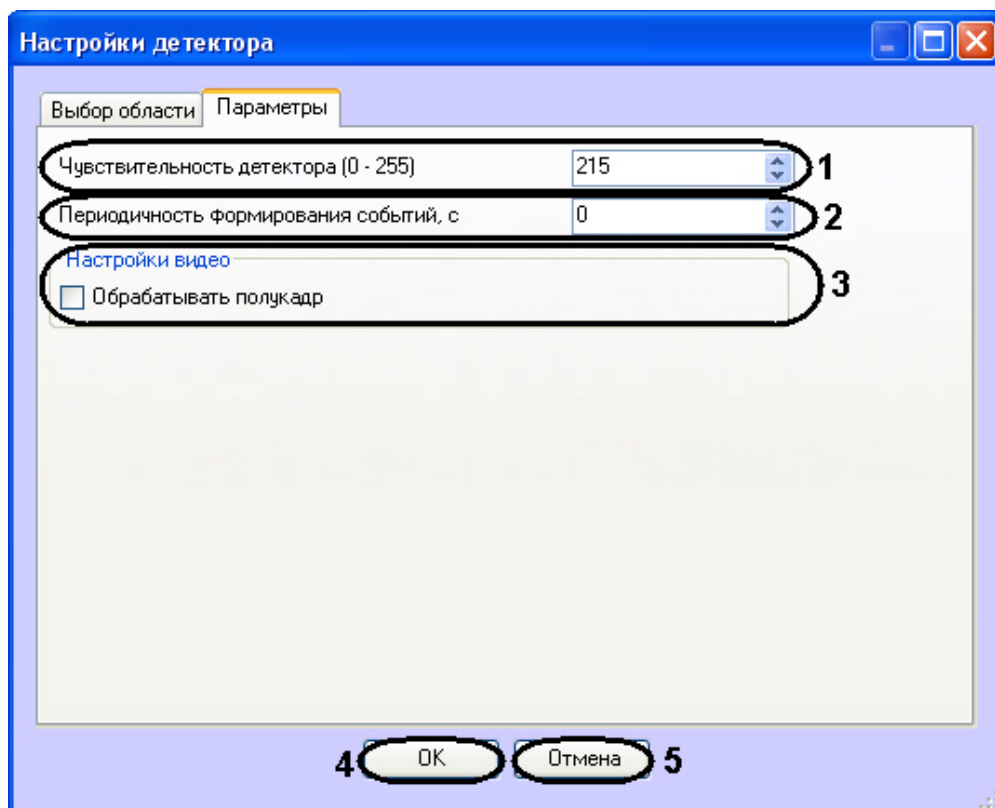 Настройки детектора
Выбор области Параметры
Чувствительность детектора (0 - 255) 215 1
Периодичность формирования событий, с 0 2
Настройки видео
Обрабатывать полукадр 3
4 OK Отмена 5